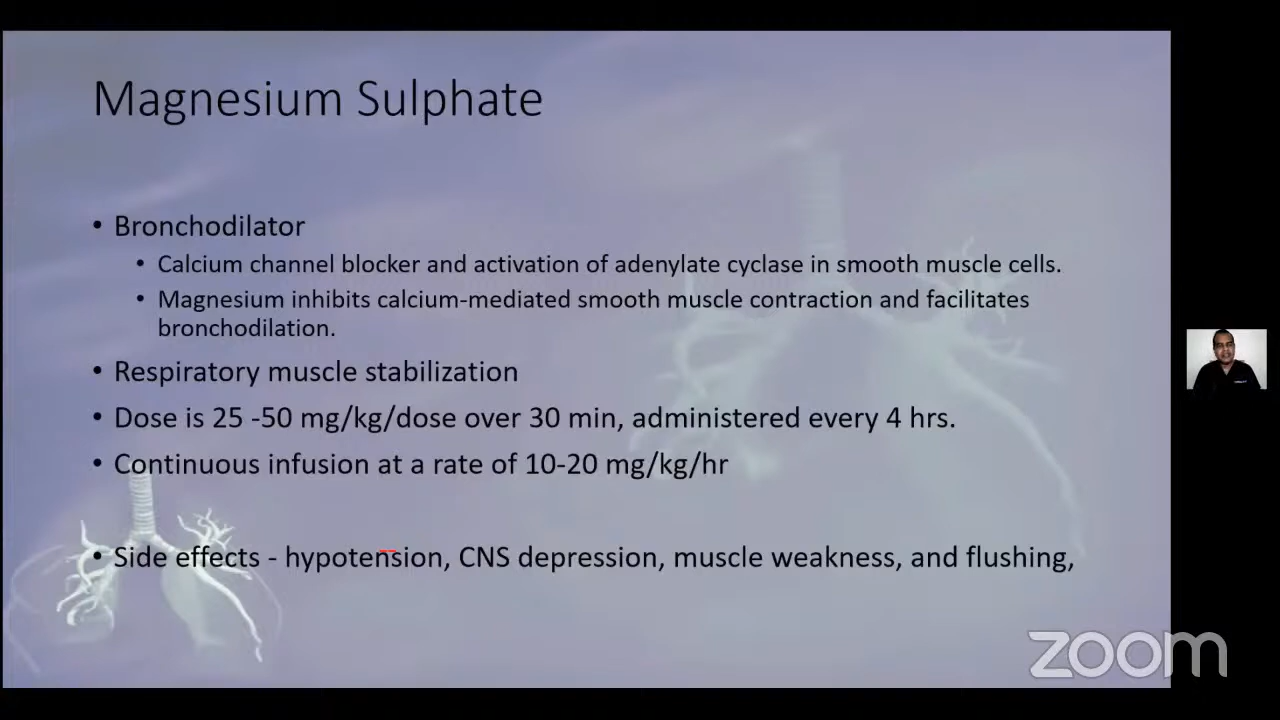 Magnesium Sulphate
• Bronchodilator
• Calcium channel blocker and activation of adenylate cyclase in smooth muscle cells.
• Magnesium inhibits calcium-mediated smooth muscle contraction and facilitates
bronchodilation.
• Respiratory muscle stabilization
• Dose is 25 -50 mg/kg/dose over 30 min, administered every 4 hrs.
• Continuous infusion at a rate of 10-20 mg/kg/hr
• Side effects - hypotension, CNS depression, muscle weakness, and flushing,
zoom